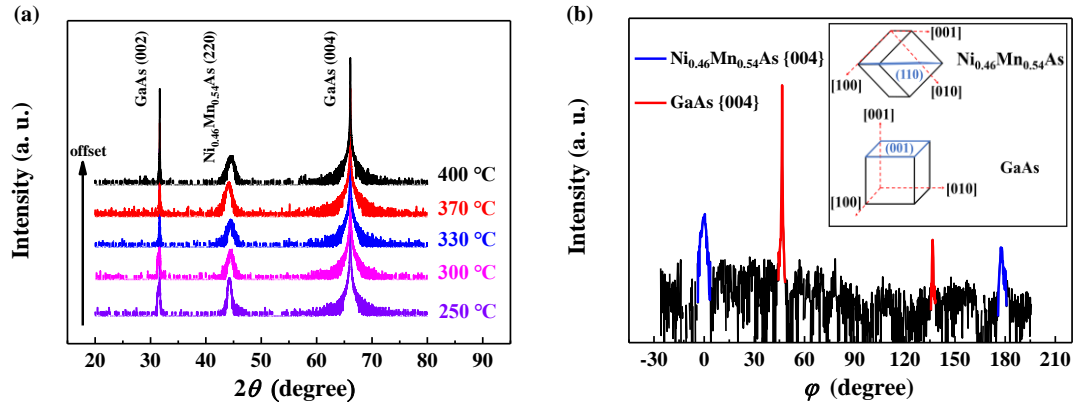 (a)
Intensity (a. u.)
offset
GaAs (002)
Ni0.46Mn0.54As (220)
GaAs (004)
400 °C
370 °C
330 °C
300 °C
250 °C
20 30 40 50 60 70 80 90
2θ (degree)
(b)
Intensity (a. u.)
Ni0.46Mn0.54As {004}
GaAs {004}
[001]
Ni0.46Mn0.54As
(110)
[100]
[010]
[001]
(001)
GaAs
[010]
[100]
-30 0 30 60 90 120 150 180 210
φ (degree)